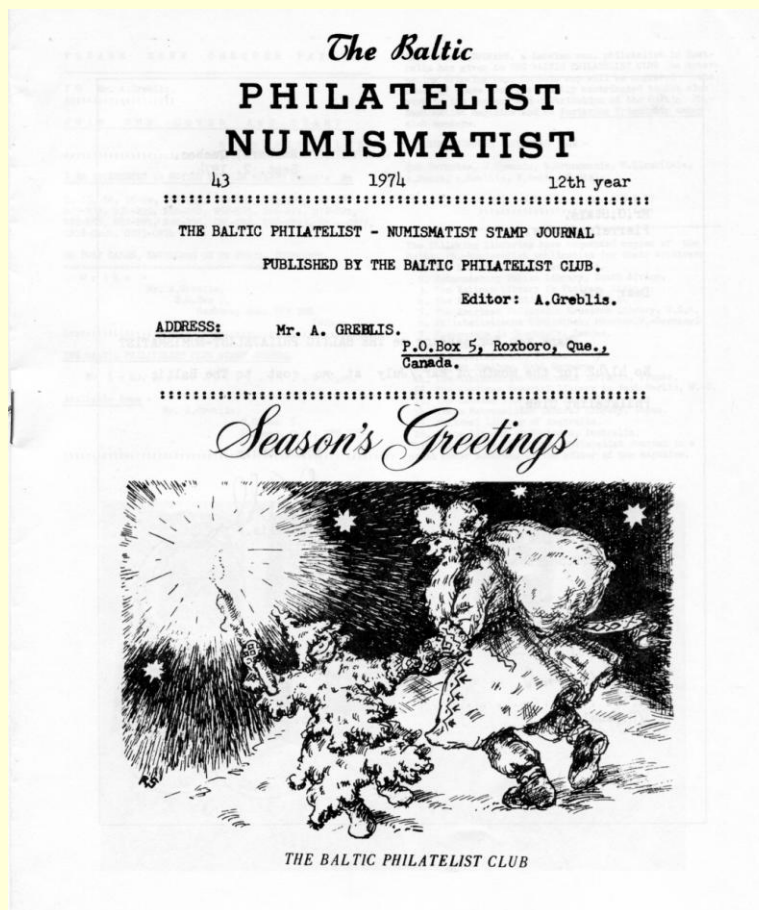 The Baltic
PHILATELIST
NUMISMATIST
43 1974 12th year
THE BALTIC PHILATELIST - NUMISMATIST STAMP JOURNAL
PUBLISHED BY THE BALTIC PHILATELIST CLUB.
Editor: A.Greblis.
ADDRESS: Mr. A. GREBLIS.
P.O.Box 5, Roxboro, Que.,
Canada.
Season's Greetings
THE BALTIC PHILATELIST CLUB